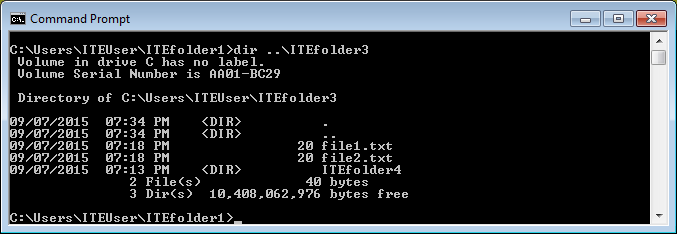 Command Prompt
C:\Users\ITEUser\ITEfolder1>dir ..\ITEfolder3
 Volume in drive C has no label.
 Volume Serial Number is AA01-BC29
 Directory of C:\Users\ITEUser\ITEfolder3
09/07/2015  07:34 PM    <DIR>          .
09/07/2015  07:34 PM    <DIR>          ..
09/07/2015  07:18 PM                20 file1.txt
09/07/2015  07:18 PM                20 file2.txt
09/07/2015  07:13 PM    <DIR>          ITEfolder4
               2 File(s)             40 bytes
               3 Dir(s)  10,408,062,976 bytes free
C:\Users\ITEUser\ITEfolder1>_